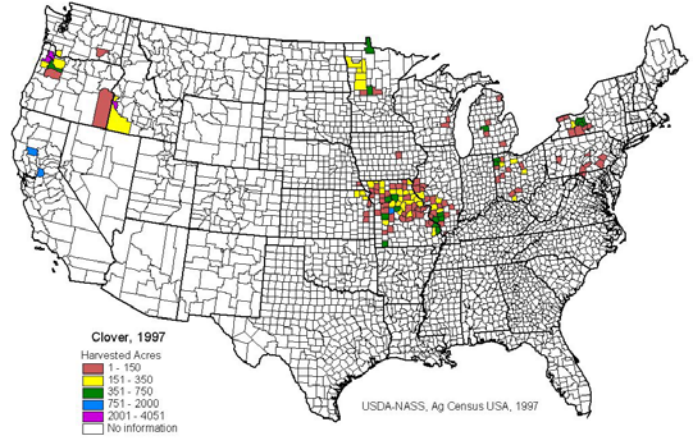 Clover, 1997
Harvested Acres
1 - 150
151 - 350
351 - 750
751 - 2000
2001 - 4051
No information
USDA-NASS, Ag Census USA, 1997